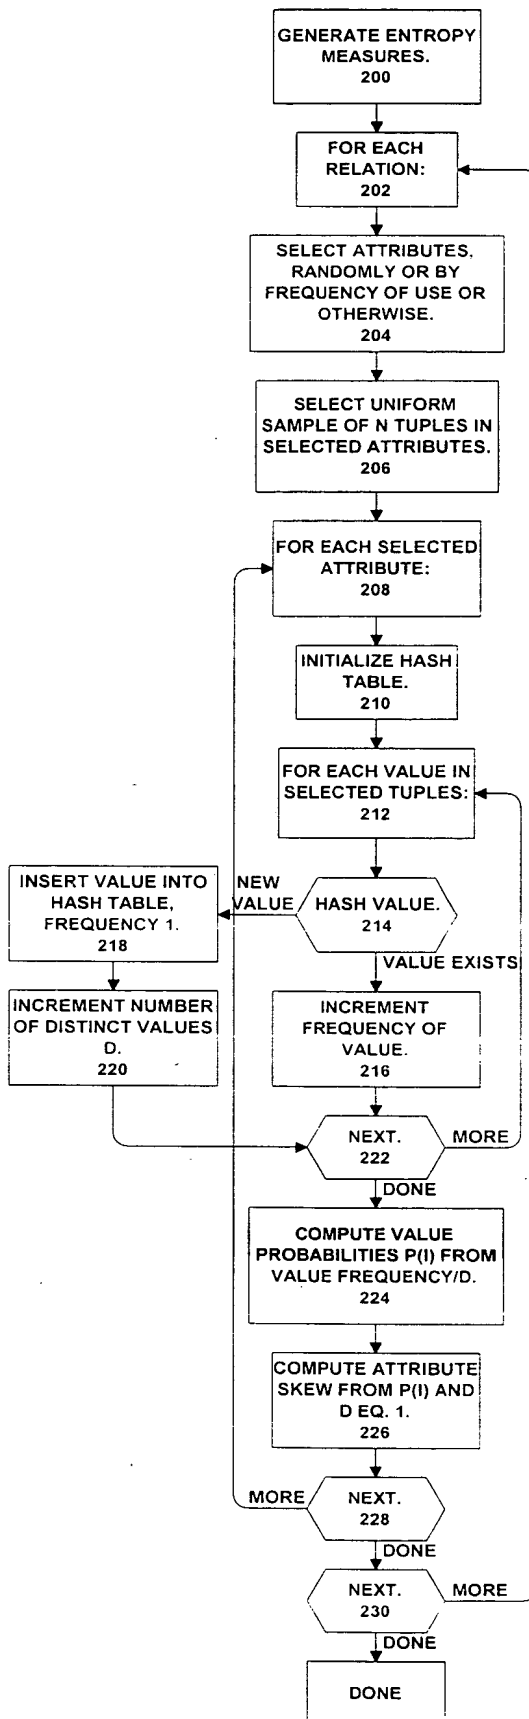 GENERATE ENTROPY
MEASURES.
200
FOR EACH
RELATION:
202
SELECT ATTRIBUTES,
RANDOMLY OR BY
FREQUENCY OF USE OR
OTHERWISE.
204
SELECT UNIFORM
SAMPLE OF N TUPLES IN
SELECTED ATTRIBUTES.
206
FOR EACH SELECTED
ATTRIBUTE:
208
INITIALIZE HASH
TABLE.
210
FOR EACH VALUE IN
SELECTED TUPLES:
212
HASH VALUE.
214
NEW
VALUE
INSERT VALUE INTO
HASH TABLE,
FREQUENCY 1.
218
VALUE EXISTS
INCREMENT NUMBER
OF DISTINCT VALUES
D.
220
INCREMENT
FREQUENCY OF
VALUE.
216
NEXT.
222
MORE
DONE
COMPUTE VALUE
PROBABILITIES P(I) FROM
VALUE FREQUENCY/D.
224
COMPUTE ATTRIBUTE
SKEW FROM P(I) AND
D EQ. 1.
226
MORE
NEXT.
228
DONE
NEXT.
230
MORE
DONE
DONE